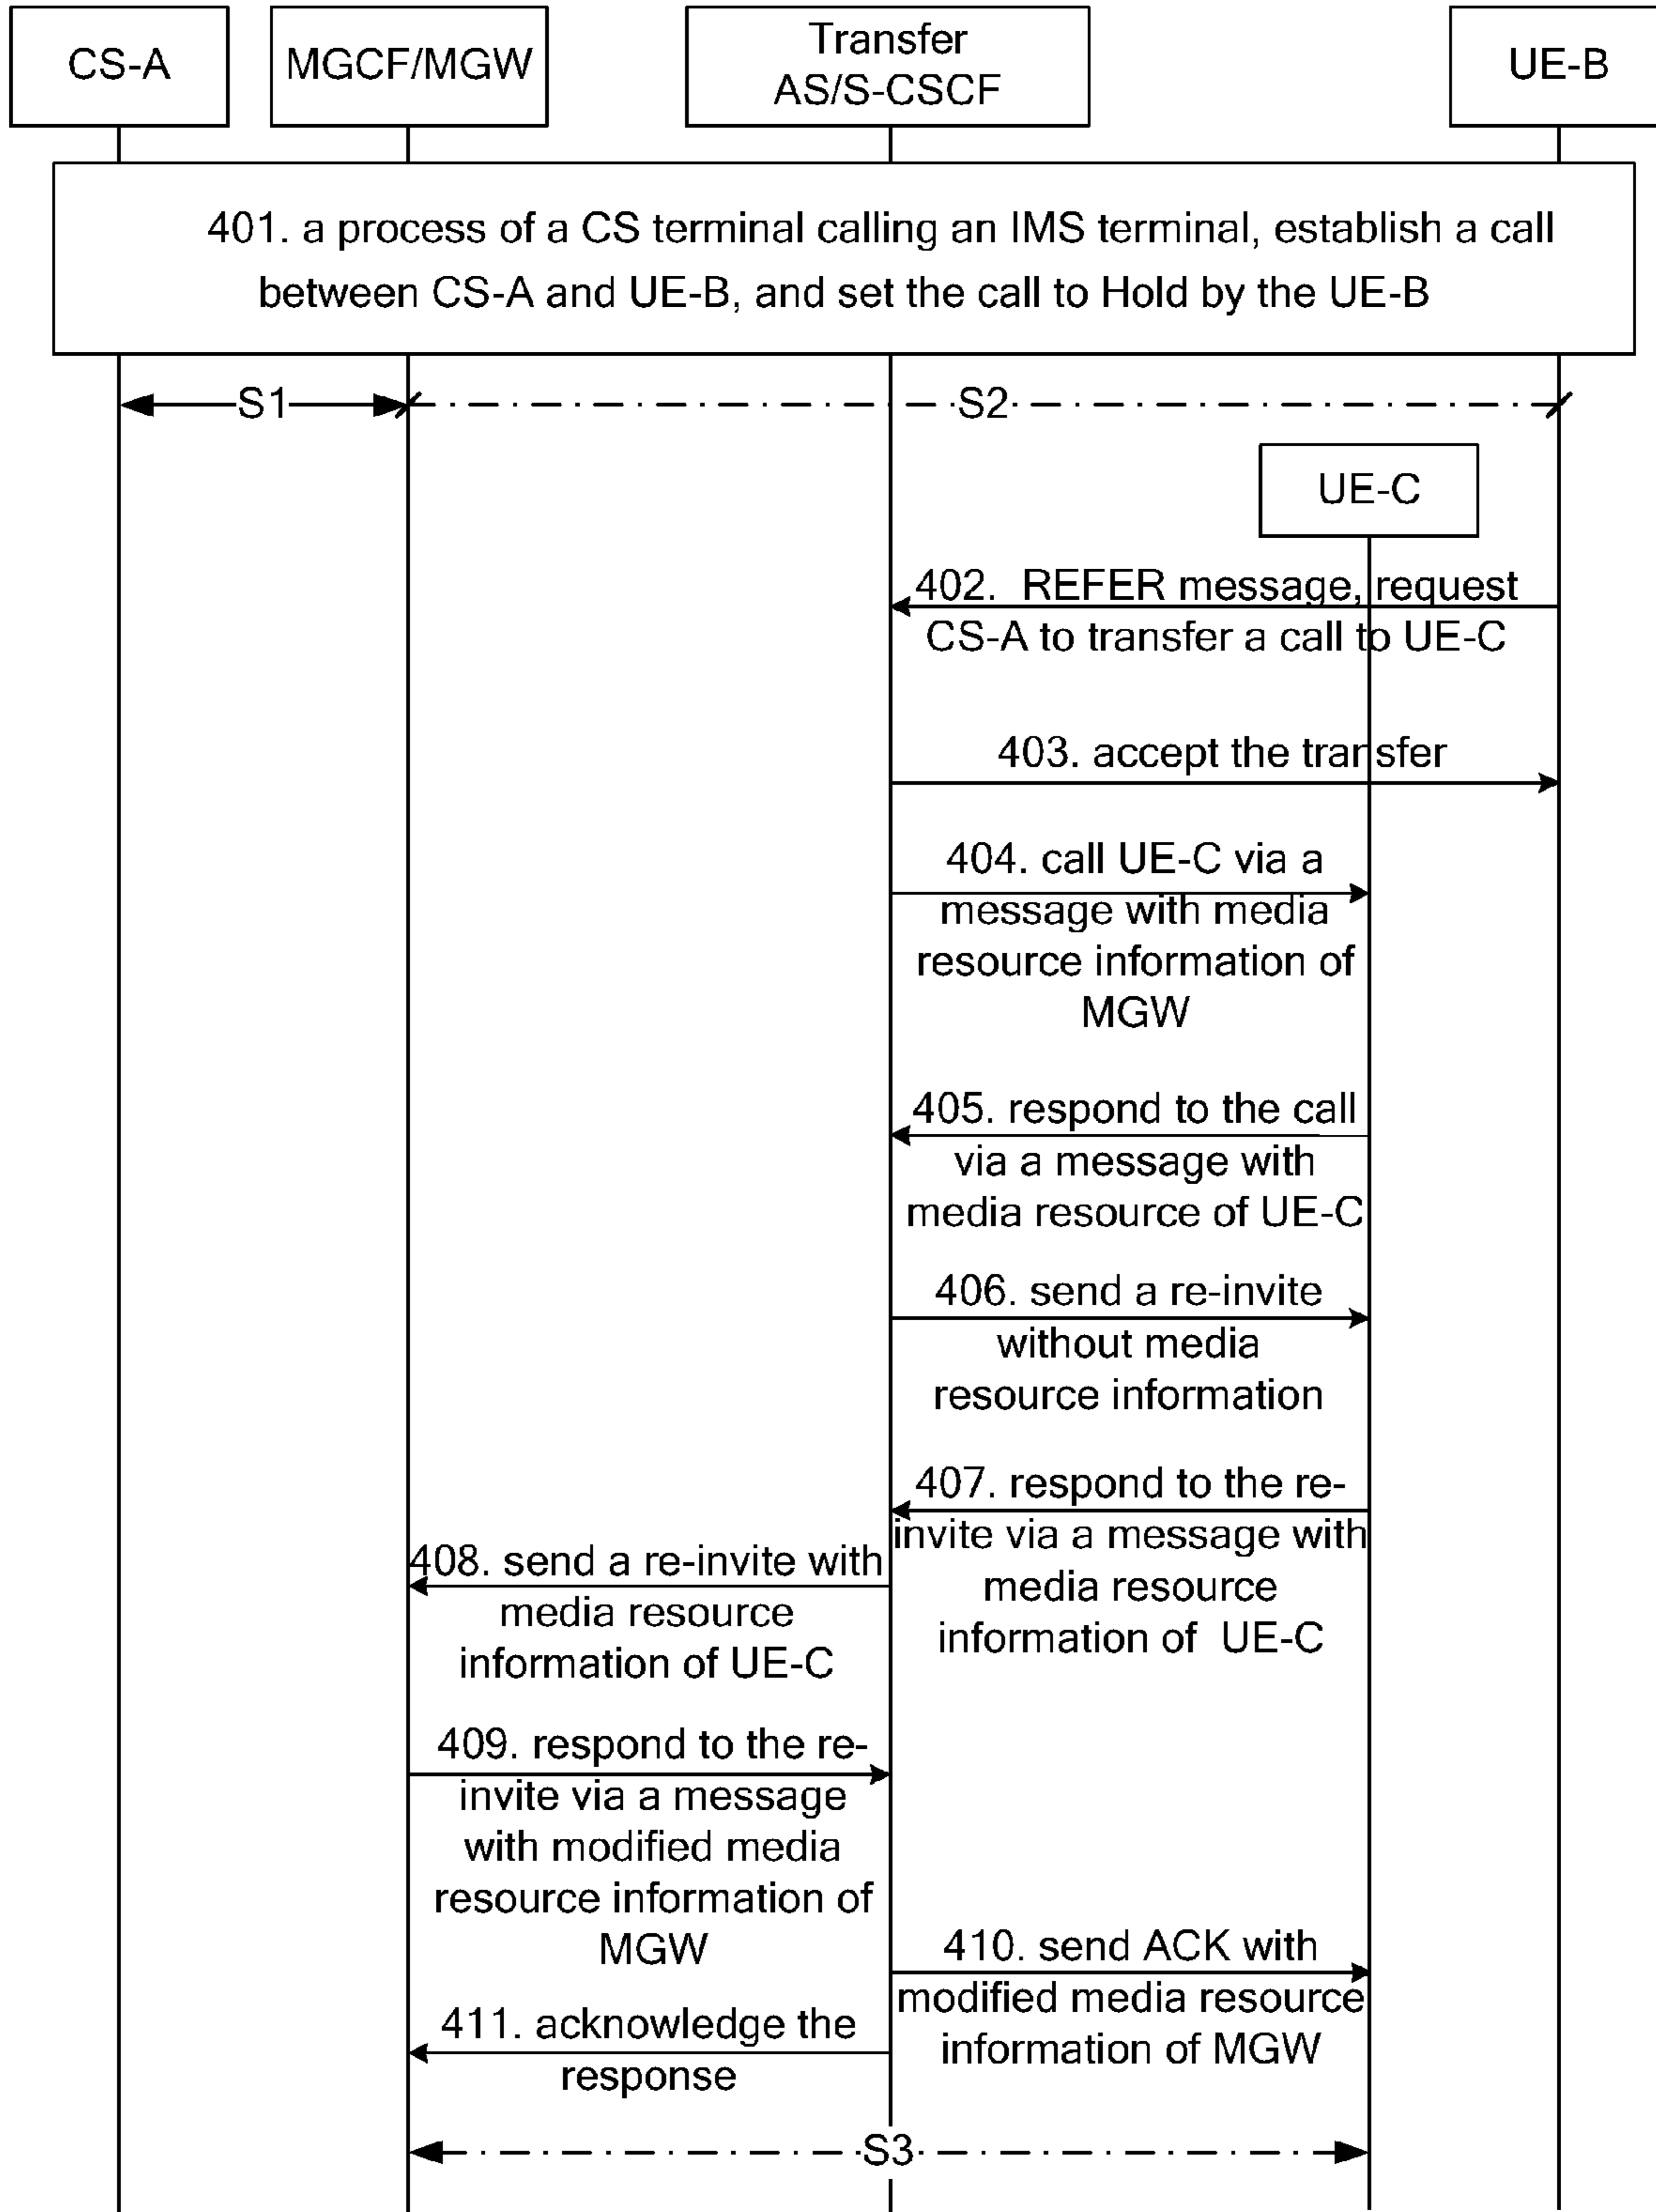 CS-A
MGCF/MGW
Transfer
AS/S-CSCF
UE-B
401. a process of a CS terminal calling an IMS terminal, establish a call
between CS-A and UE-B, and set the call to Hold by the UE-B
S1
S2
UE-C
402. REFER message, request
CS-A to transfer a call to UE-C
403. accept the transfer
404. call UE-C via a
message with media
resource information of
MGW
405. respond to the call
via a message with
media resource of UE-C
406. send a re-invite
without media
resource information
407. respond to the re-
invite via a message with
media resource
information of UE-C
408. send a re-invite with
media resource
information of UE-C
409. respond to the re-
invite via a message
with modified media
resource information of
MGW
410. send ACK with
modified media resource
information of MGW
411. acknowledge the
response
S3